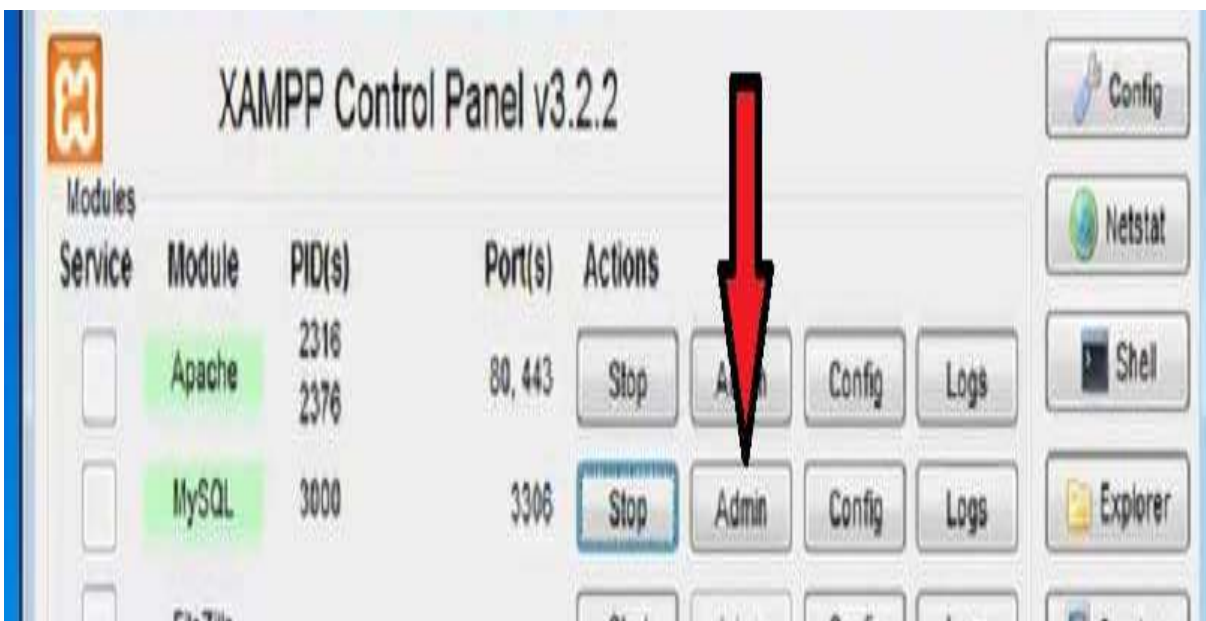 XAMPP Control Panel v3.2.2
Config
Modules
Netstat
Service Module PID(s) Port(s) Actions
Shell
Apache 2316 2376 80, 443 Stop Config Logs
MySQL 3000 3306 Stop Admin Config Logs
Explorer